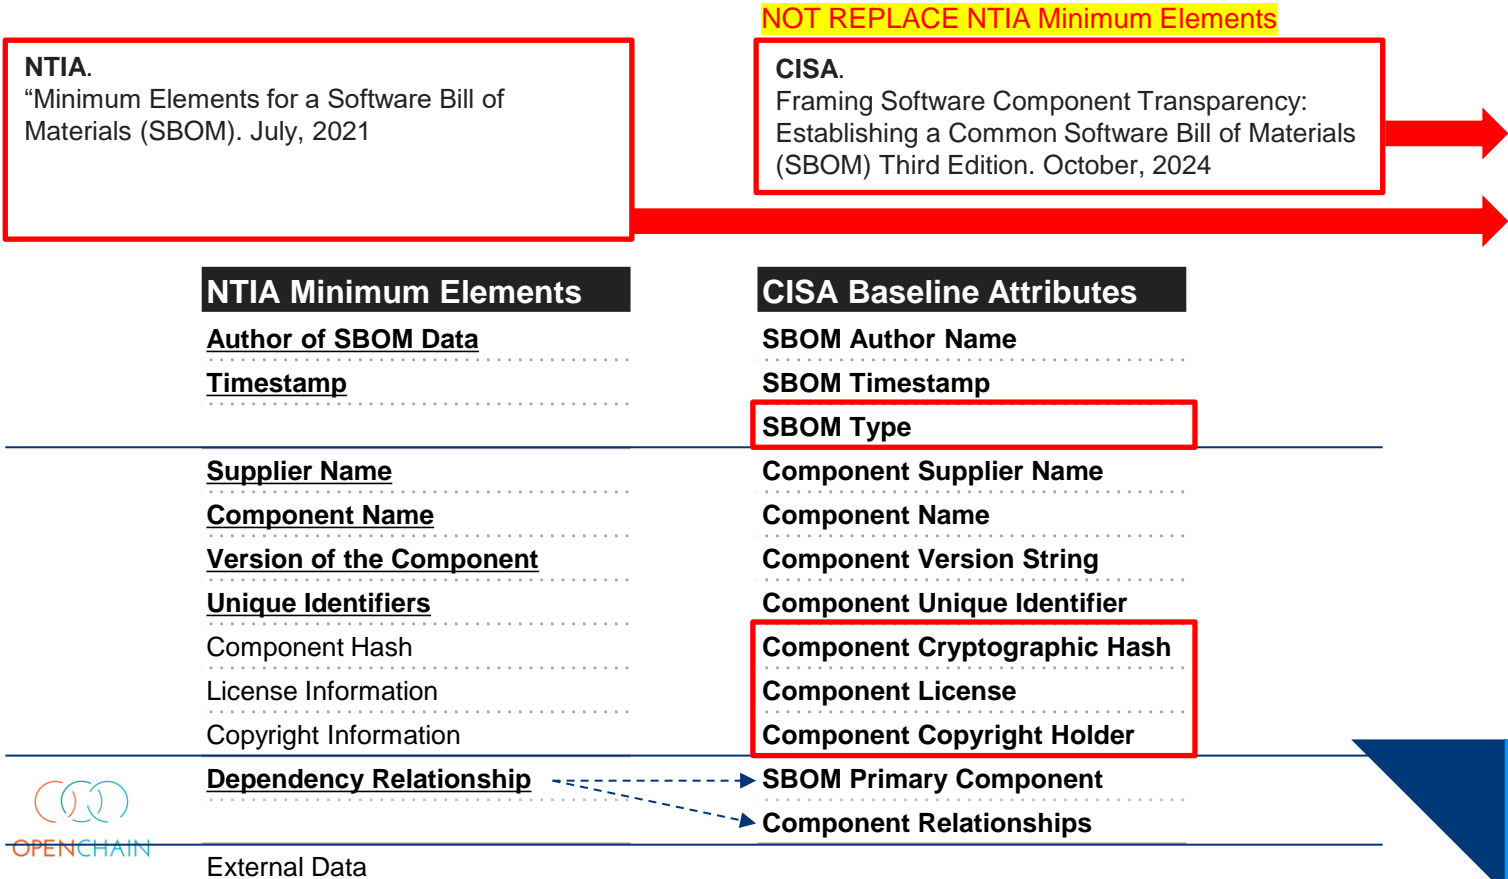 NOT REPLACE NTIA Minimum Elements
NTIA.
“Minimum Elements for a Software Bill of
Materials (SBOM). July, 2021
CISA.
Framing Software Component Transparency:
Establishing a Common Software Bill of Materials
(SBOM) Third Edition. October, 2024
NTIA Minimum Elements
CISA Baseline Attributes
Author of SBOM Data
SBOM Author Name
Timestamp
SBOM Timestamp
SBOM Type
Supplier Name
Component Supplier Name
Component Name
Component Name
Version of the Component
Component Version String
Unique Identifiers
Component Unique Identifier
Component Hash
Component Cryptographic Hash
License Information
Component License
Copyright Information
Component Copyright Holder
Dependency Relationship
SBOM Primary Component
Component Relationships
OPENCHAIN
External Data